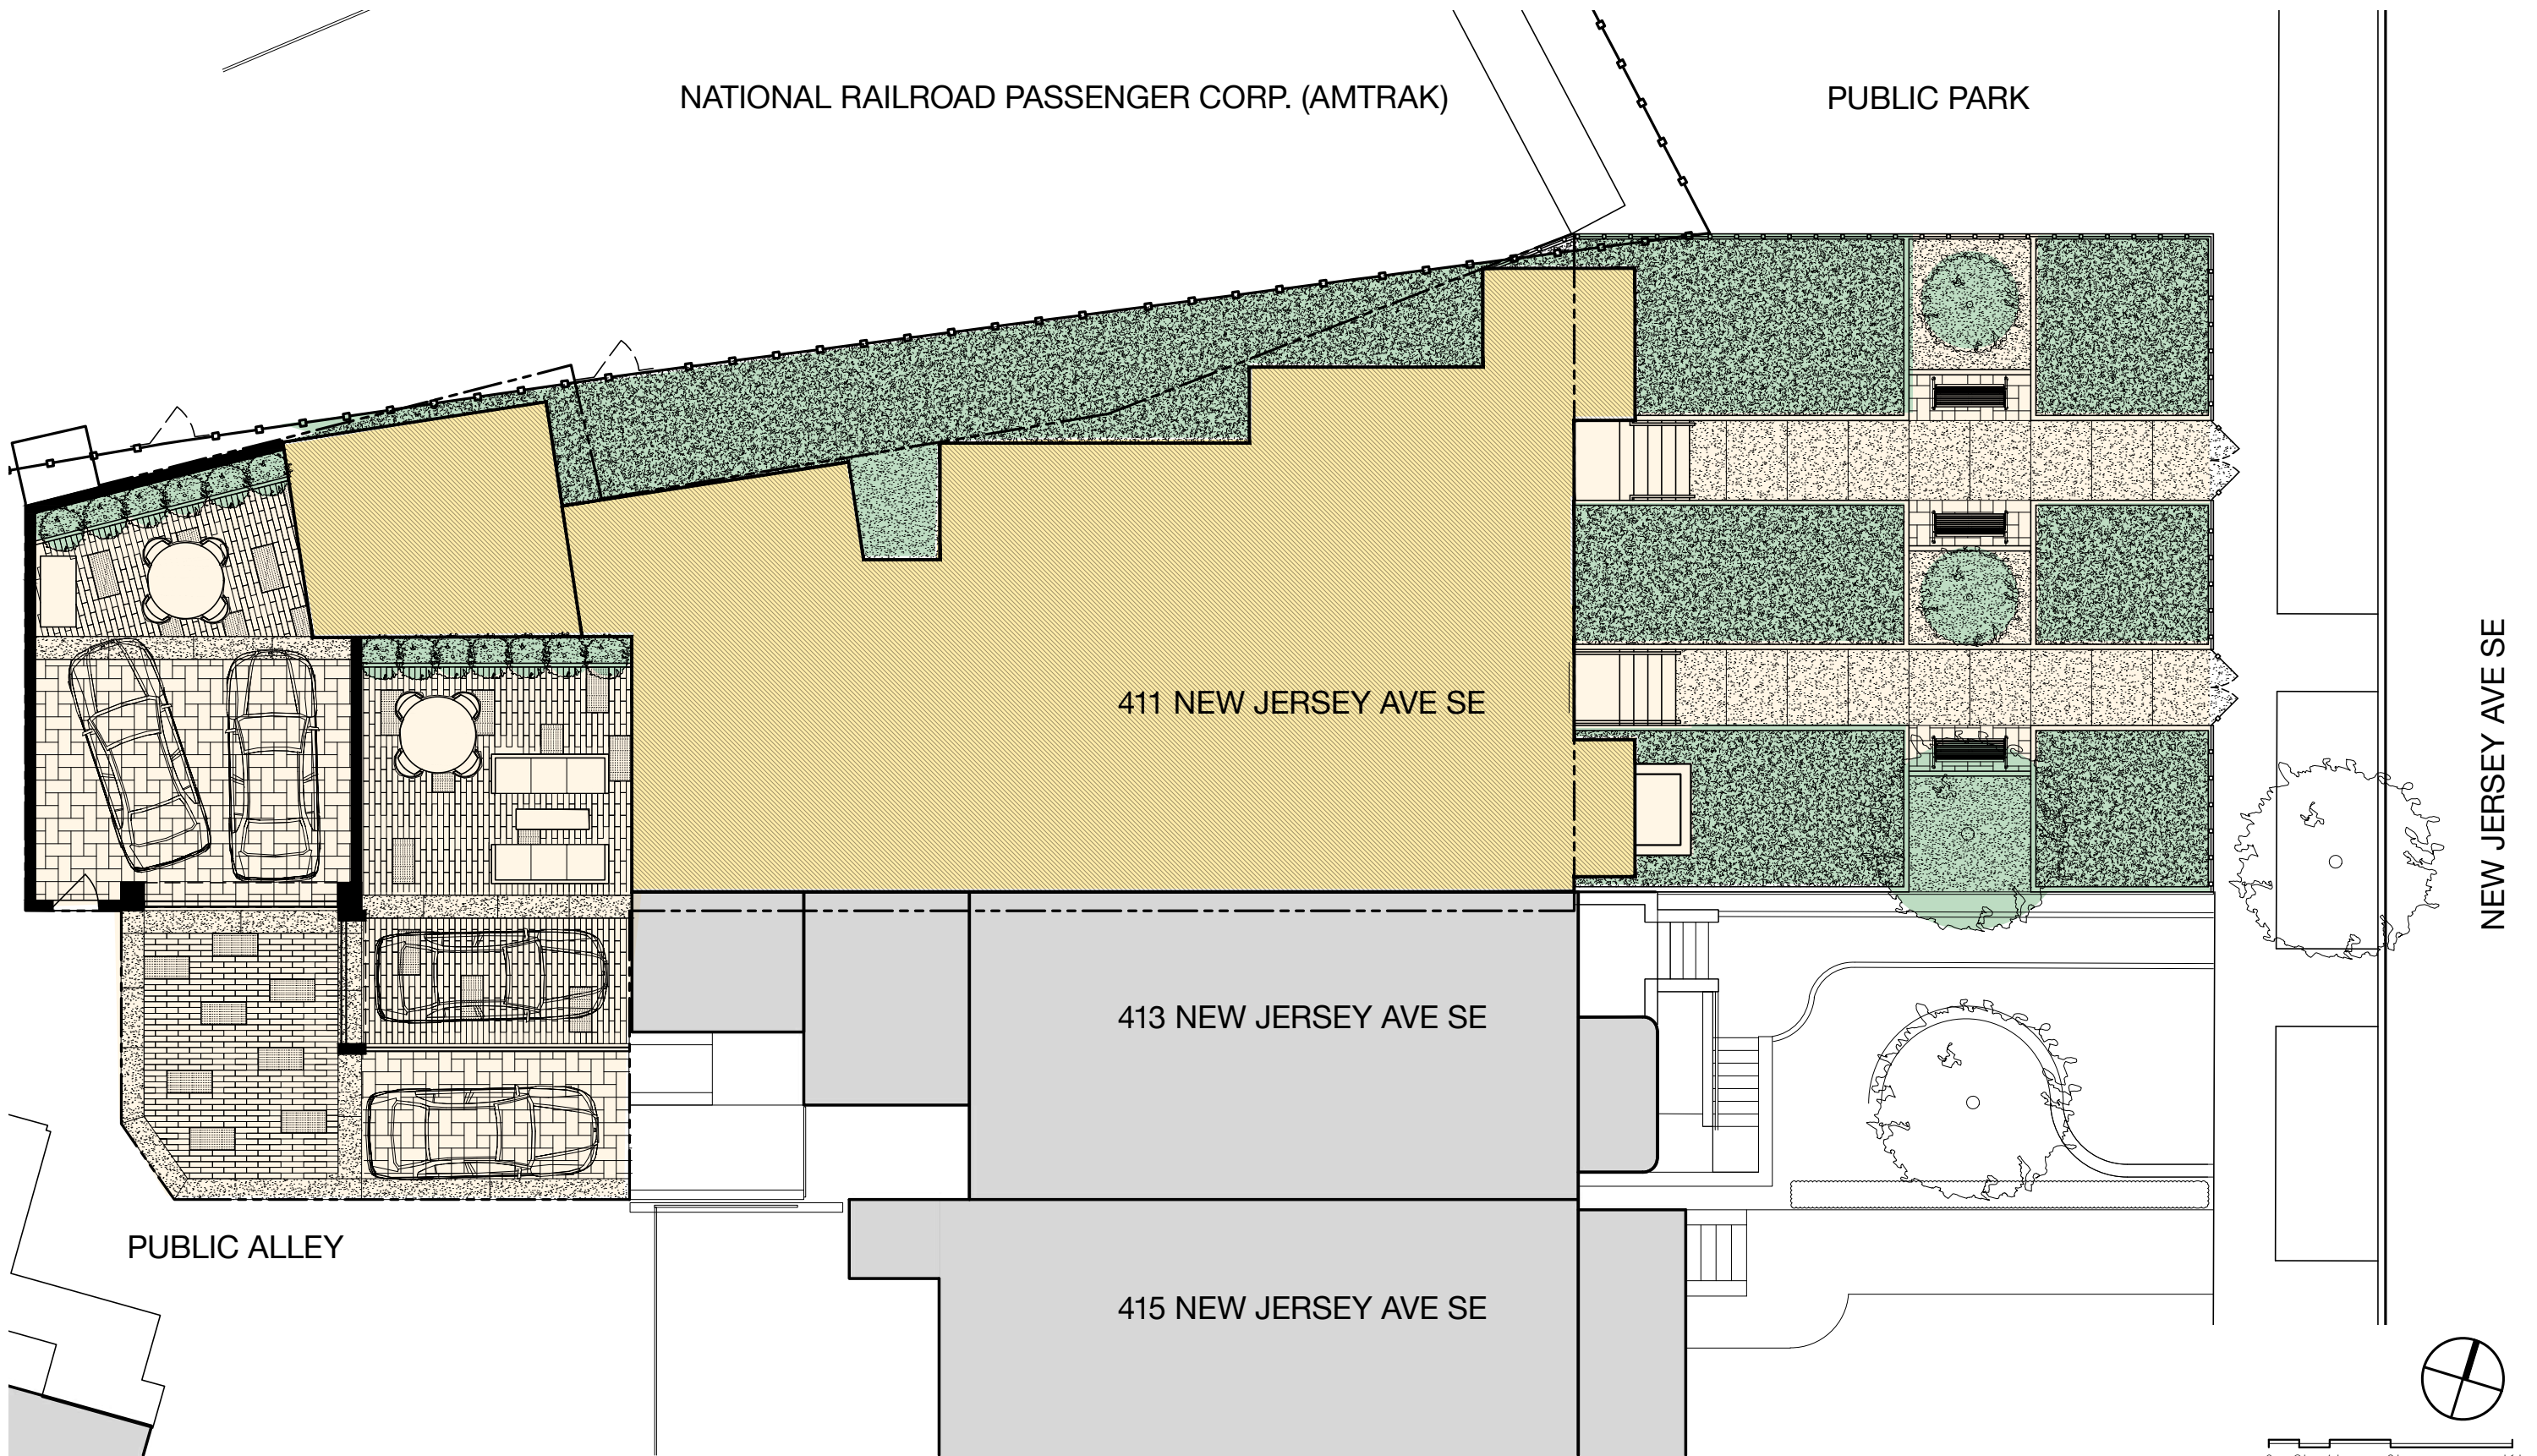 NATIONAL RAILROAD PASSENGER CORP. (AMTRAK)
PUBLIC PARK
411 NEW JERSEY AVE SE
NEW JERSEY AVE SE
413 NEW JERSEY AVE SE
PUBLIC ALLEY
415 NEW JERSEY AVE SE